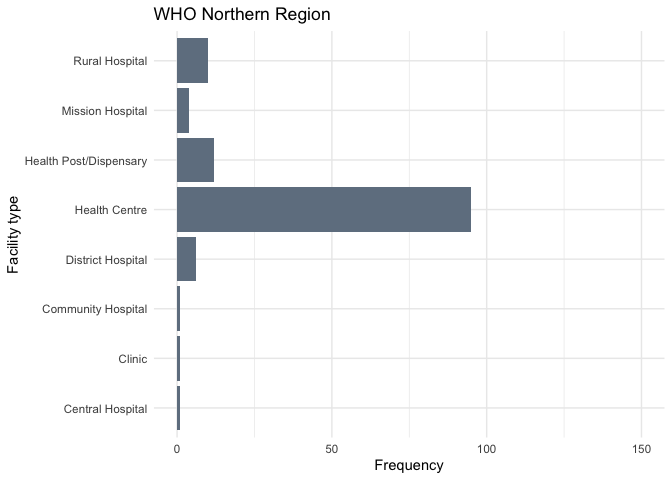 WHO Northern Region
Rural Hospital
Mission Hospital
Health Post/Dispensary
Health Centre
District Hospital
Community Hospital
Clinic
Central Hospital
Facility type
0 50 100 150
Frequency